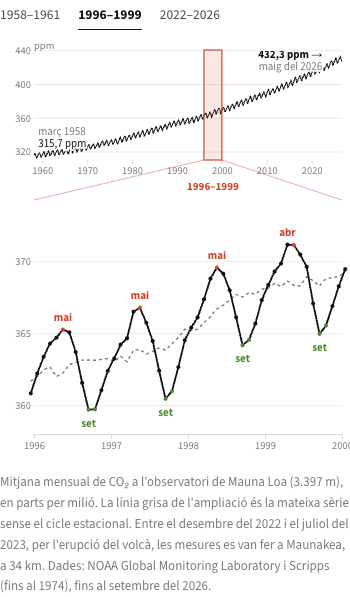 1958–1961 1996–1999 2022–2026
440 ppm
432,3 ppm →
maig del 2026
400
360
març 1958
315,7 ppm
320
1960 1970 1980 1990 2000 2010 2020
1996–1999
abr
mai
370
mai
mai
365
set
set
360
set
set
1996 1997 1998 1999 2000
Mitjana mensual de CO₂ a l'observatori de Mauna Loa (3.397 m),
en parts per milió. La línia grisa de l'ampliació és la mateixa sèrie
sense el cicle estacional. Entre el desembre del 2022 i el juliol del
2023, per l'erupció del volcà, les mesures es van fer a Maunakea,
a 34 km. Dades: NOAA Global Monitoring Laboratory i Scripps
(fins al 1974), fins al setembre del 2026.